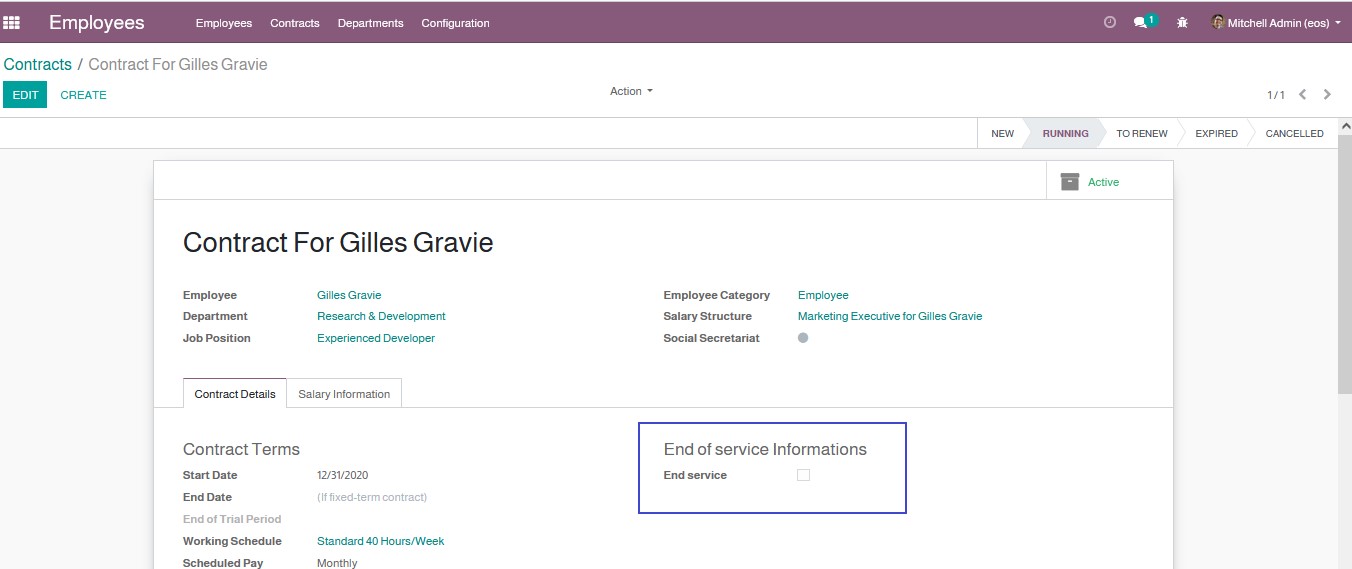 Employees Employees Contracts Departments Configuration 1 Mitchell Admin (eos)
Contracts / Contract For Gilles Gravie
EDIT CREATE Action 1 / 1
NEW RUNNING TO RENEW EXPIRED CANCELLED
Active
Contract For Gilles Gravie
Employee Gilles Gravie Employee Category Employee
Department Research & Development Salary Structure Marketing Executive for Gilles Gravie
Job Position Experienced Developer Social Secretariat
Contract Details Salary Information
Contract Terms End of service Informations
Start Date 12/31/2020 End service
End Date (If fixed-term contract)
End of Trial Period
Working Schedule Standard 40 Hours/Week
Scheduled Pay Monthly